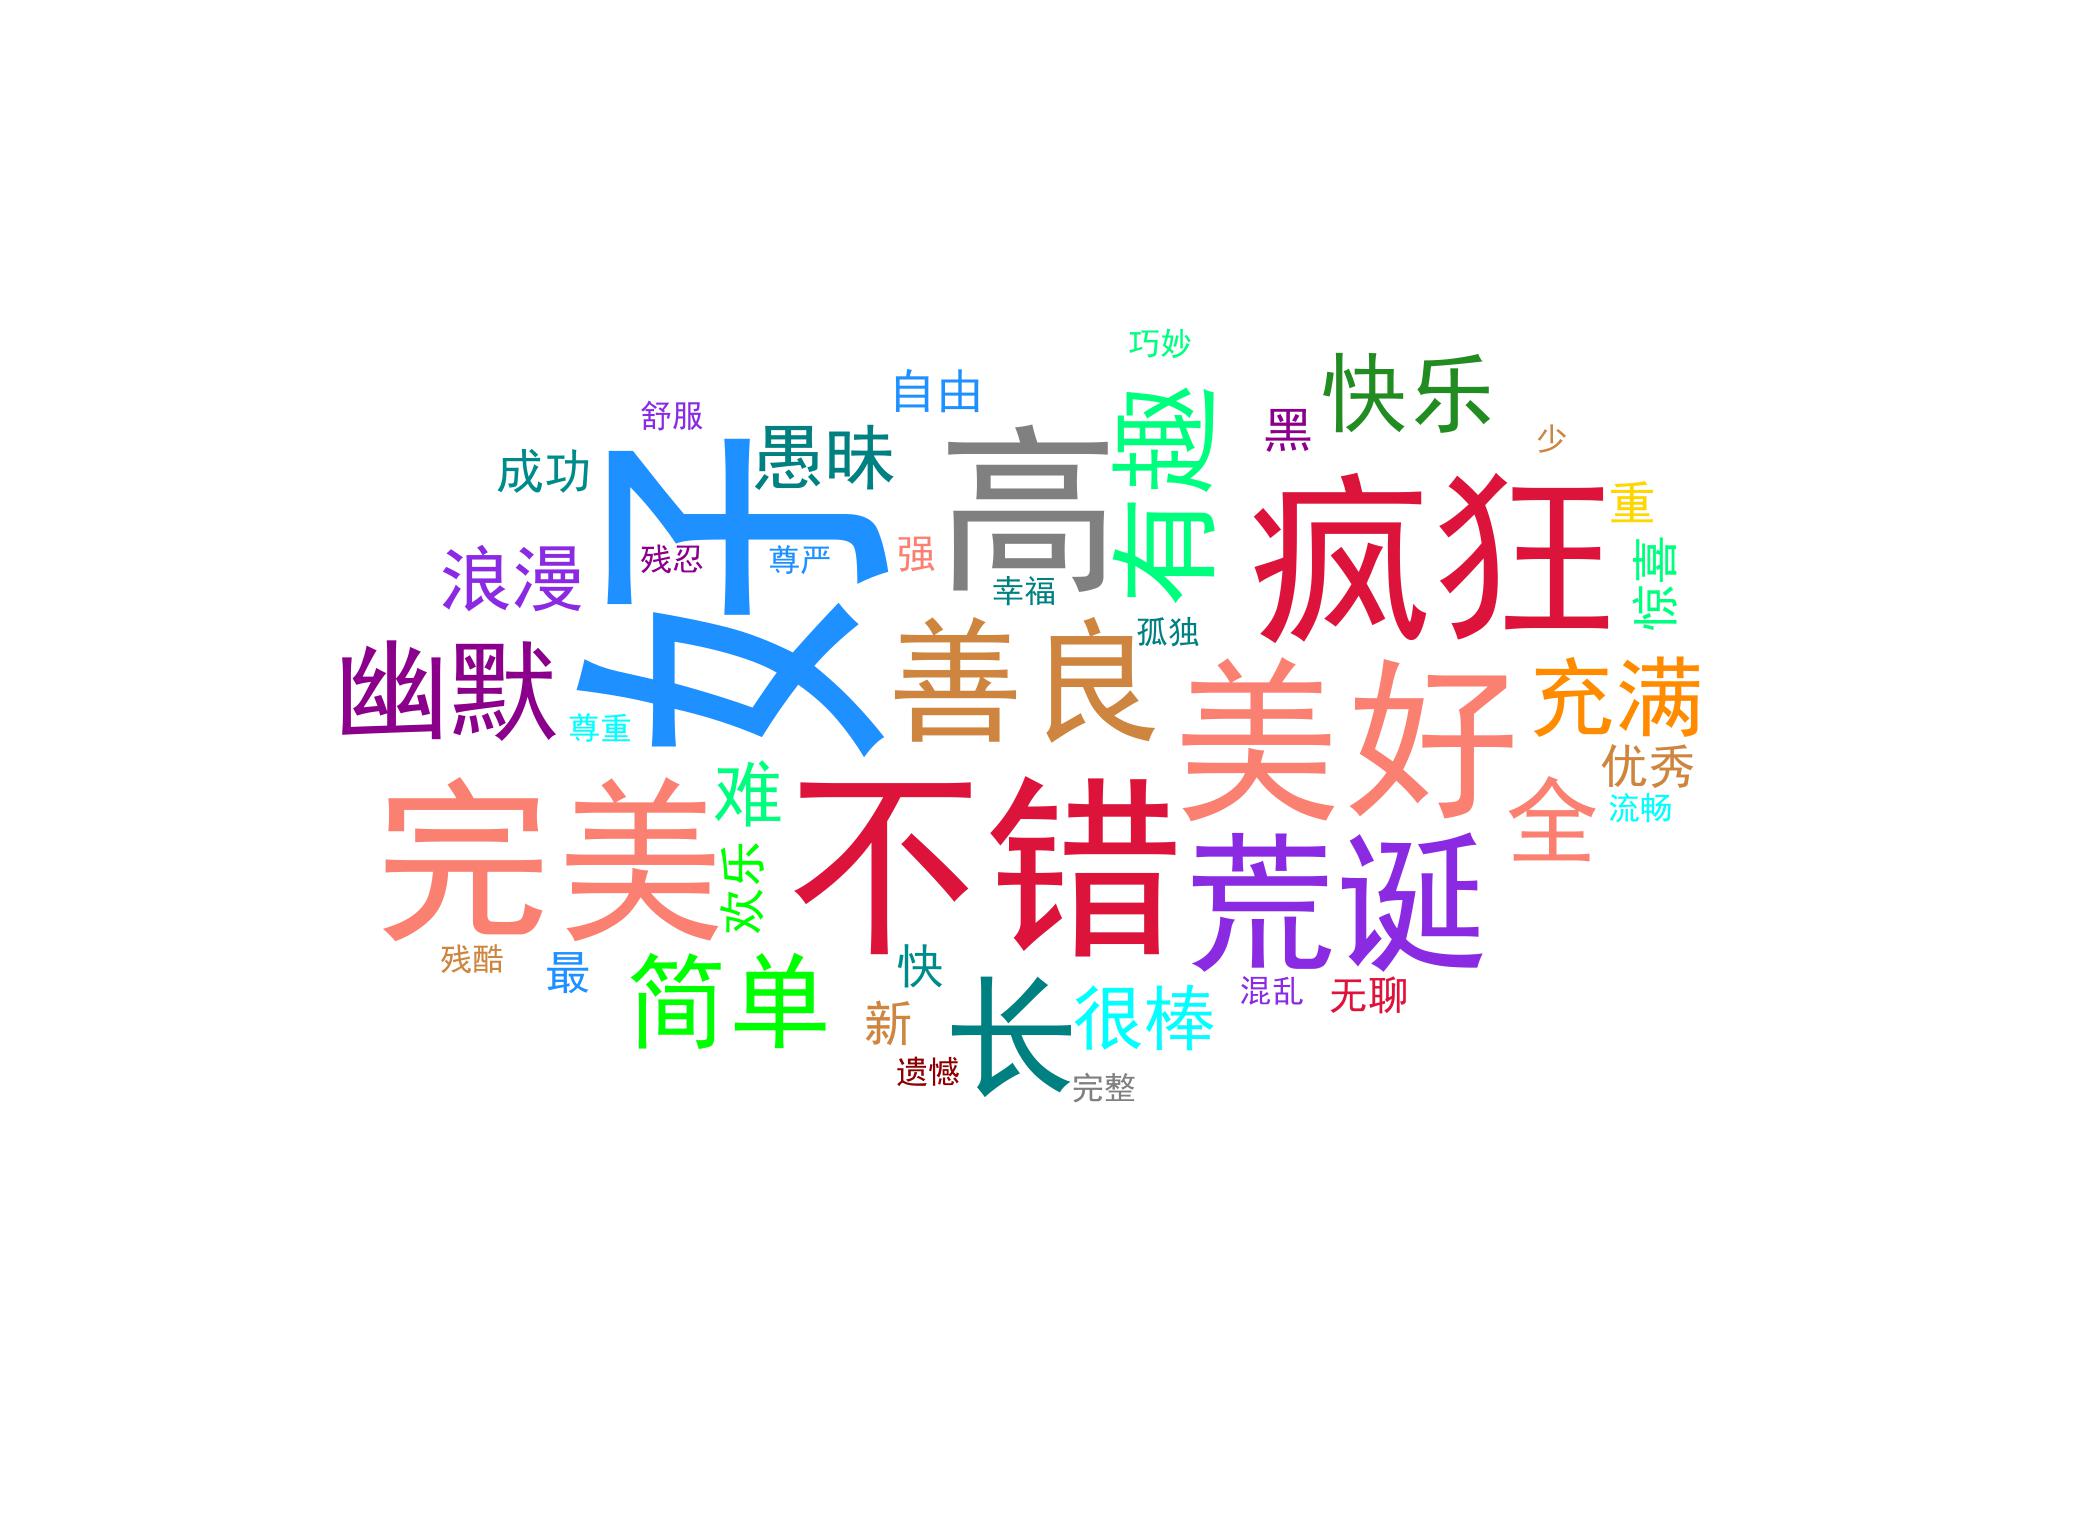 巧妙
自由
快乐
舒服
黑
少
成功
好
愚昧
高
有趣
疯狂
重
浪漫
残忍
尊严
强
惊喜
幸福
幽默
善良
孤独
美好
充满
尊重
优秀
难
完美
不错
全
流畅
欢乐
荒诞
残酷
最
简单
快
混乱
无聊
新
长
很棒
遗憾
完整